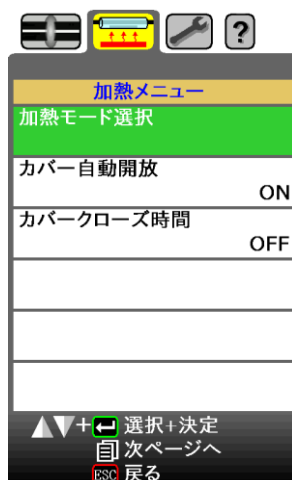 ?
加熱メニュー
加熱モード選択
カバー自動開放
ON
カバークローズ時間
OFF
▲▼+↵ 選択+決定
次ページへ
ESC 戻る